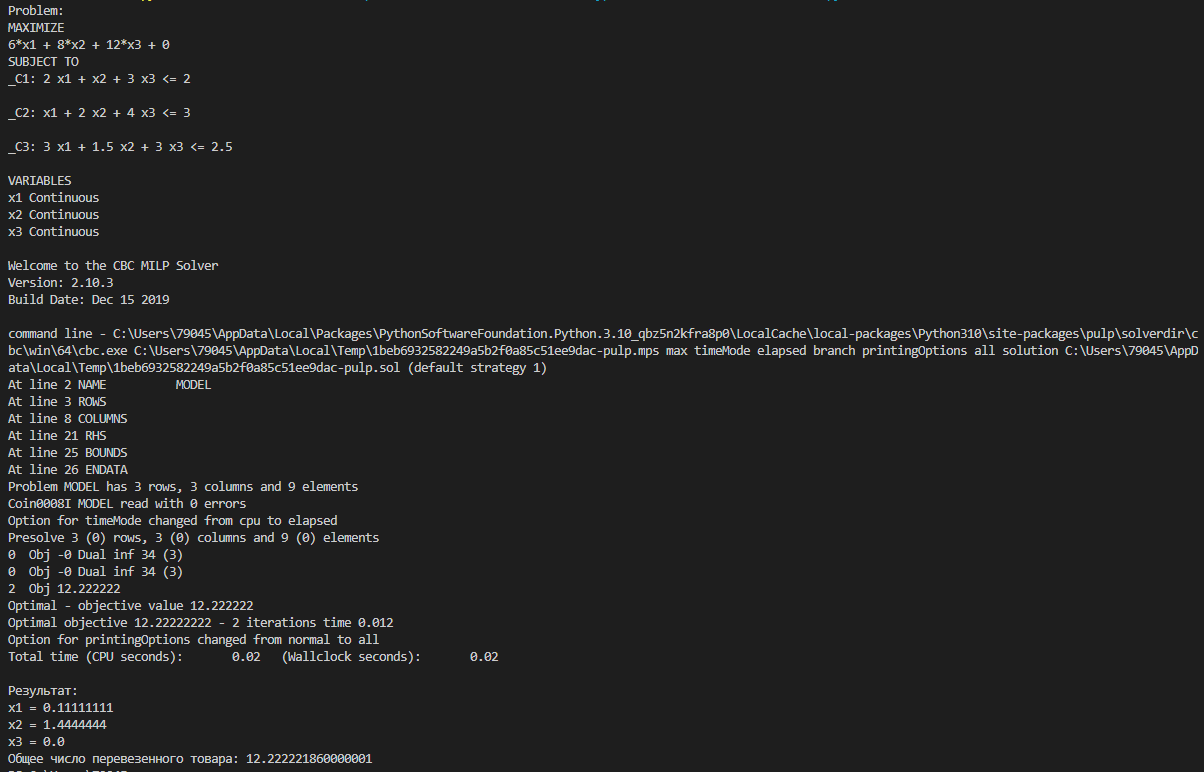 Problem:
MAXIMIZE
6*x1 + 8*x2 + 12*x3 + 0
SUBJECT TO
_C1: 2 x1 + x2 + 3 x3 <= 2
_C2: x1 + 2 x2 + 4 x3 <= 3
_C3: 3 x1 + 1.5 x2 + 3 x3 <= 2.5
VARIABLES
x1 Continuous
x2 Continuous
x3 Continuous
Welcome to the CBC MILP Solver
Version: 2.10.3
Build Date: Dec 15 2019
command line - C:\Users\79045\AppData\Local\Packages\PythonSoftwareFoundation.Python.3.10_qbz5n2kfra8p0\LocalCache\local-packages\Python310\site-packages\pulp\solverdir\c
bc\win\64\cbc.exe C:\Users\79045\AppData\Local\Temp\1beb6932582249a5b2f0a85c51ee9dac-pulp.mps max timeMode elapsed branch printingOptions all solution C:\Users\79045\AppD
ata\Local\Temp\1beb6932582249a5b2f0a85c51ee9dac-pulp.sol (default strategy 1)
At line 2 NAME          MODEL
At line 3 ROWS
At line 8 COLUMNS
At line 21 RHS
At line 25 BOUNDS
At line 26 ENDATA
Problem MODEL has 3 rows, 3 columns and 9 elements
Coin0008I MODEL read with 0 errors
Option for timeMode changed from cpu to elapsed
Presolve 3 (0) rows, 3 (0) columns and 9 (0) elements
0  Obj -0 Dual inf 34 (3)
0  Obj -0 Dual inf 34 (3)
2  Obj 12.222222
Optimal - objective value 12.222222
Optimal objective 12.22222222 - 2 iterations time 0.012
Option for printingOptions changed from normal to all
Total time (CPU seconds):       0.02   (Wallclock seconds):       0.02
Результат:
x1 = 0.11111111
x2 = 1.4444444
x3 = 0.0
Общее число перевезенного товара: 12.222221860000001